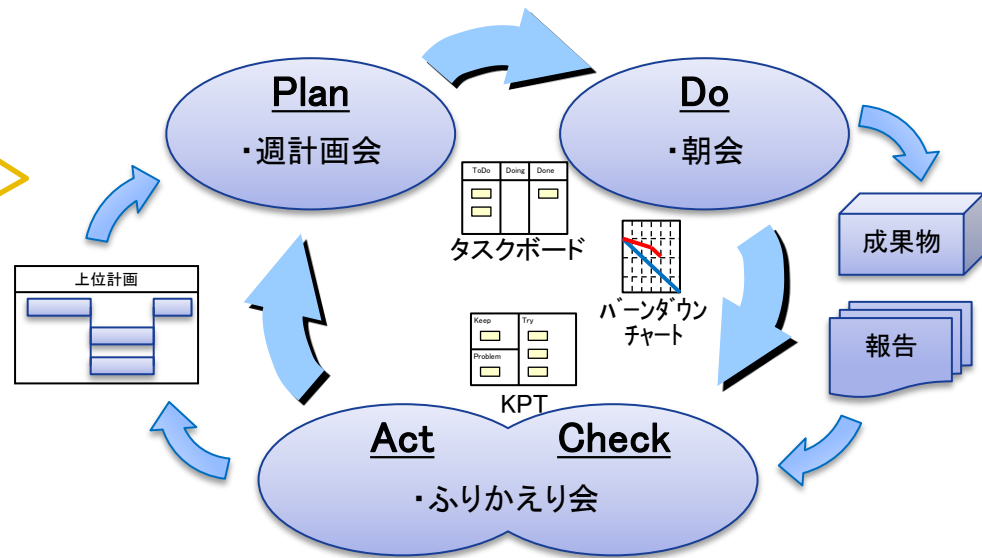 Plan
・週計画会
Do
・朝会
ToDo Doing Done
タスクボード
成果物
バーンダウン
チャート
上位計画
報告
Keep Try
Problem
KPT
Act Check
・ふりかえり会